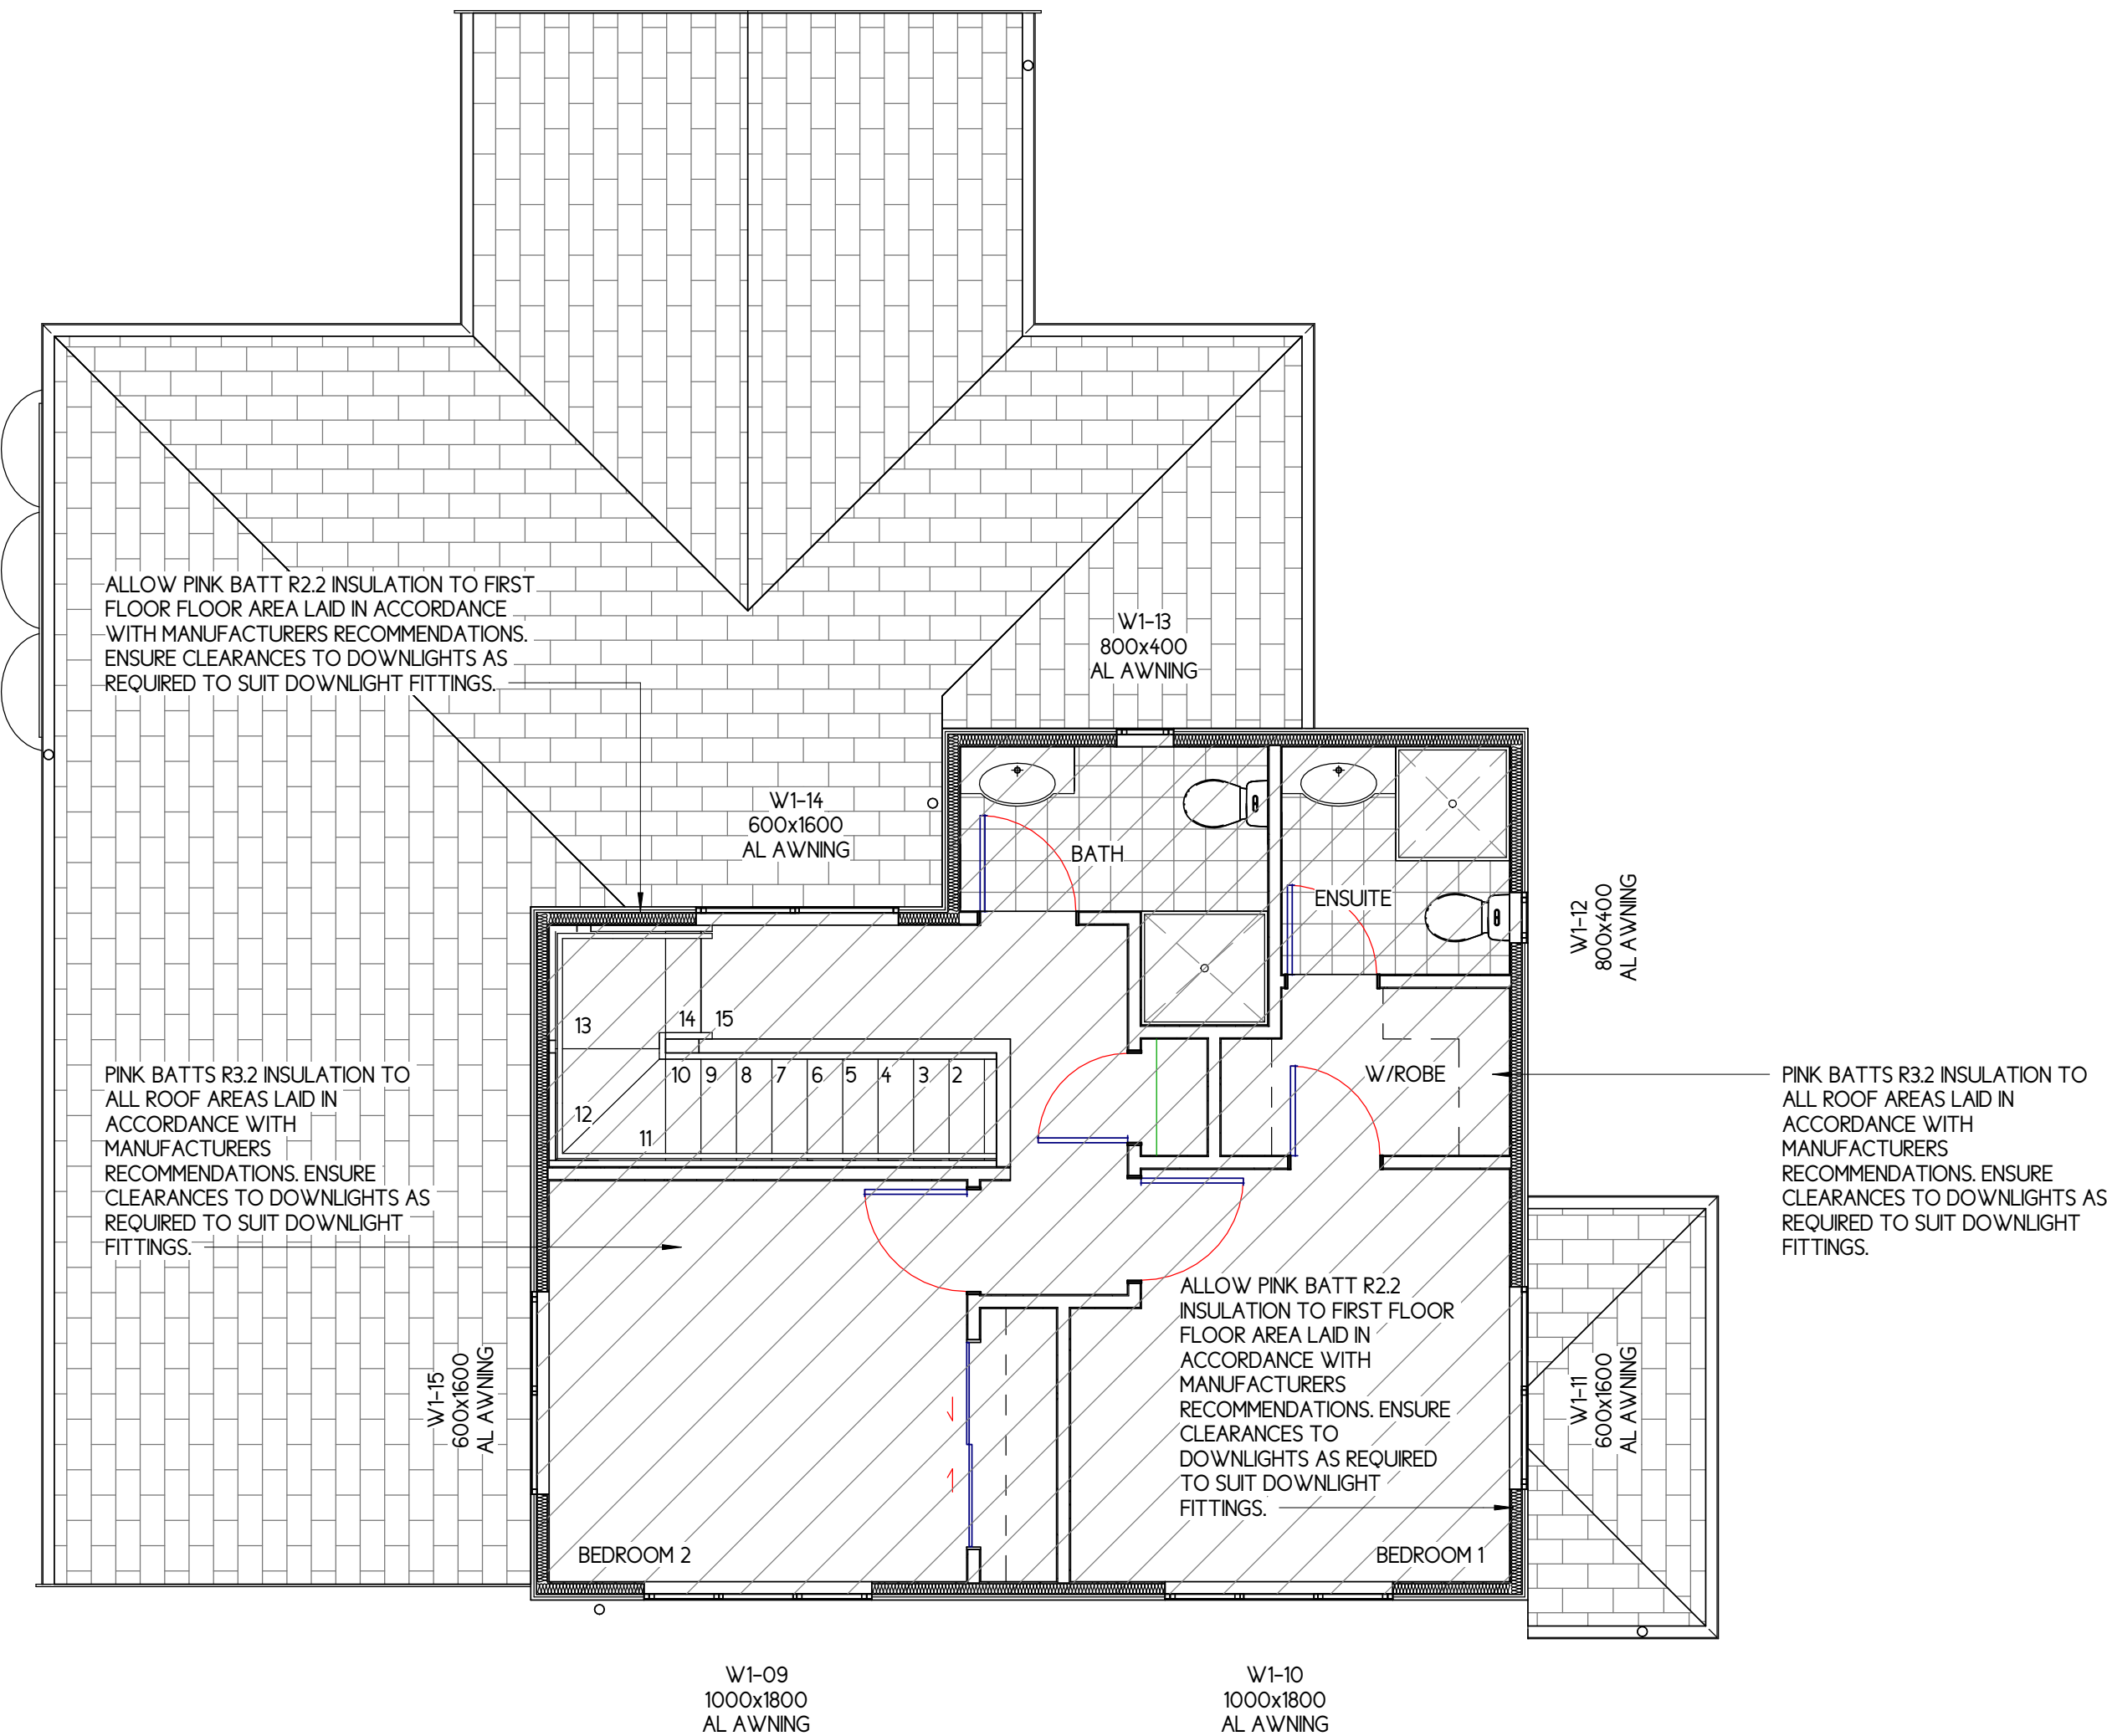 ALLOW PINK BATT R2.2 INSULATION TO FIRST
FLOOR FLOOR AREA LAID IN ACCORDANCE
WITH MANUFACTURERS RECOMMENDATIONS.
ENSURE CLEARANCES TO DOWNLIGHTS AS
REQUIRED TO SUIT DOWNLIGHT FITTINGS.
W1-13
800x400
AL AWNING
W1-14
600x1600
AL AWNING
BATH
ENSUITE
W1-12
800x400
AL AWNING
13
14
15
12
11
10
9
8
7
6
5
4
3
2
W/ROBE
PINK BATTS R3.2 INSULATION TO
ALL ROOF AREAS LAID IN
ACCORDANCE WITH
MANUFACTURERS
RECOMMENDATIONS. ENSURE
CLEARANCES TO DOWNLIGHTS AS
REQUIRED TO SUIT DOWNLIGHT
FITTINGS.
PINK BATTS R3.2 INSULATION TO
ALL ROOF AREAS LAID IN
ACCORDANCE WITH
MANUFACTURERS
RECOMMENDATIONS. ENSURE
CLEARANCES TO DOWNLIGHTS AS
REQUIRED TO SUIT DOWNLIGHT
FITTINGS.
ALLOW PINK BATT R2.2
INSULATION TO FIRST FLOOR
FLOOR AREA LAID IN
ACCORDANCE WITH
MANUFACTURERS
RECOMMENDATIONS. ENSURE
CLEARANCES TO
DOWNLIGHTS AS REQUIRED
TO SUIT DOWNLIGHT
FITTINGS.
W1-15
600x1600
AL AWNING
W1-11
600x1600
AL AWNING
BEDROOM 2
BEDROOM 1
W1-09
1000x1800
AL AWNING
W1-10
1000x1800
AL AWNING